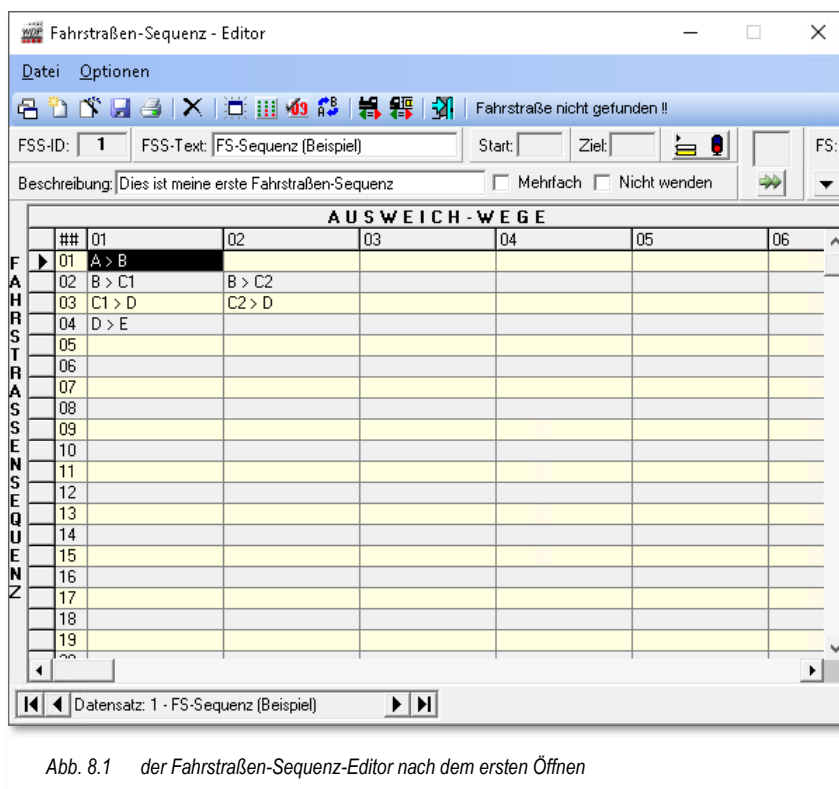 Fahrstraßen-Sequenz - Editor
Datei Optionen
Fahrstraße nicht gefunden !!
FSS-ID: 1 FSS-Text: FS-Sequenz (Beispiel) Start: Ziel: FS:
Beschreibung: Dies ist meine erste Fahrstraßen-Sequenz Mehrfach Nicht wenden
AUSWEICH-WEGE
FAHRSTRASSENSEQUENZ
## 01 02 03 04 05 06
01 A > B
02 B > C1 B > C2
03 C1 > D C2 > D
04 D > E
05
06
07
08
09
10
11
12
13
14
15
16
17
18
19
Datensatz: 1 - FS-Sequenz (Beispiel)
Abb. 8.1 der Fahrstraßen-Sequenz-Editor nach dem ersten Öffnen